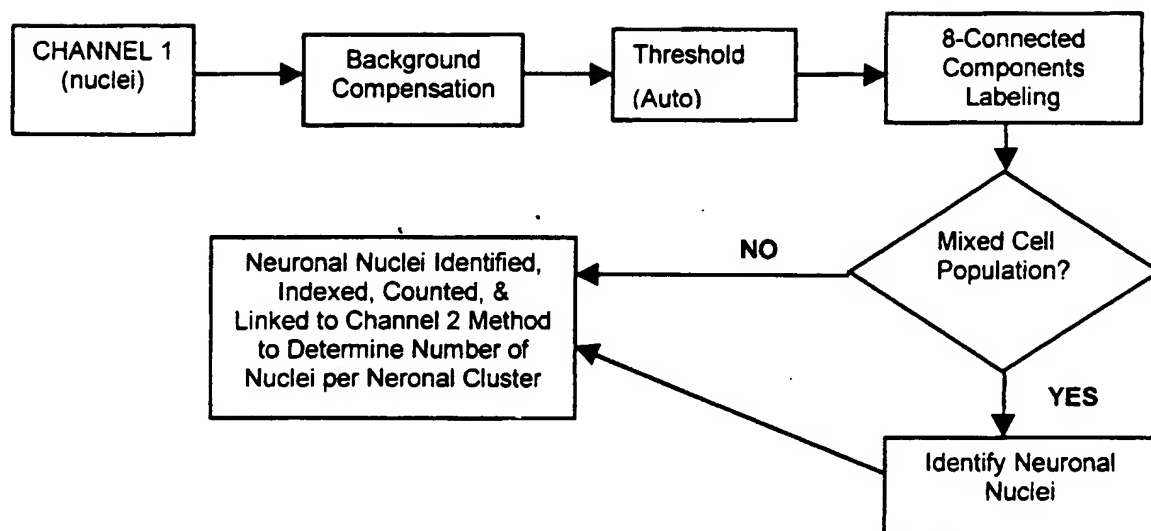 CHANNEL 1
(nuclei)
Background
Compensation
Threshold
(Auto)
8-Connected
Components
Labeling
Mixed Cell
Population?
NO
Neuronal Nuclei Identified,
Indexed, Counted, &
Linked to Channel 2 Method
to Determine Number of
Nuclei per Neronal Cluster
YES
Identify Neuronal
Nuclei